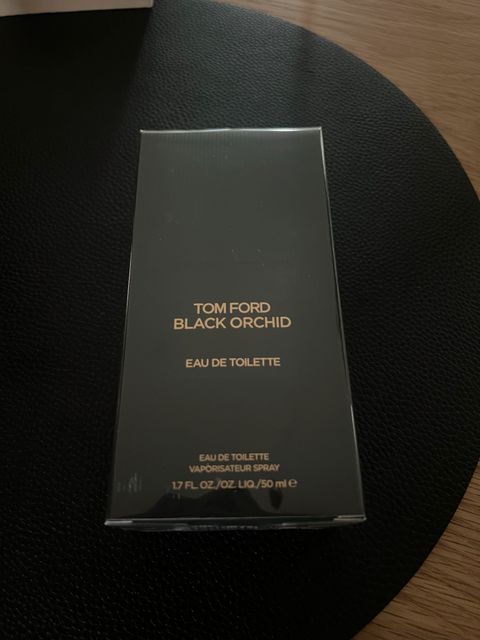 TOM FORD
BLACK ORCHID
EAU DE TOILETTE
EAU DE TOILETTE
VAPORISATEUR SPRAY
1.7 FL. OZ./OZ. LIQ./50 ml ℮